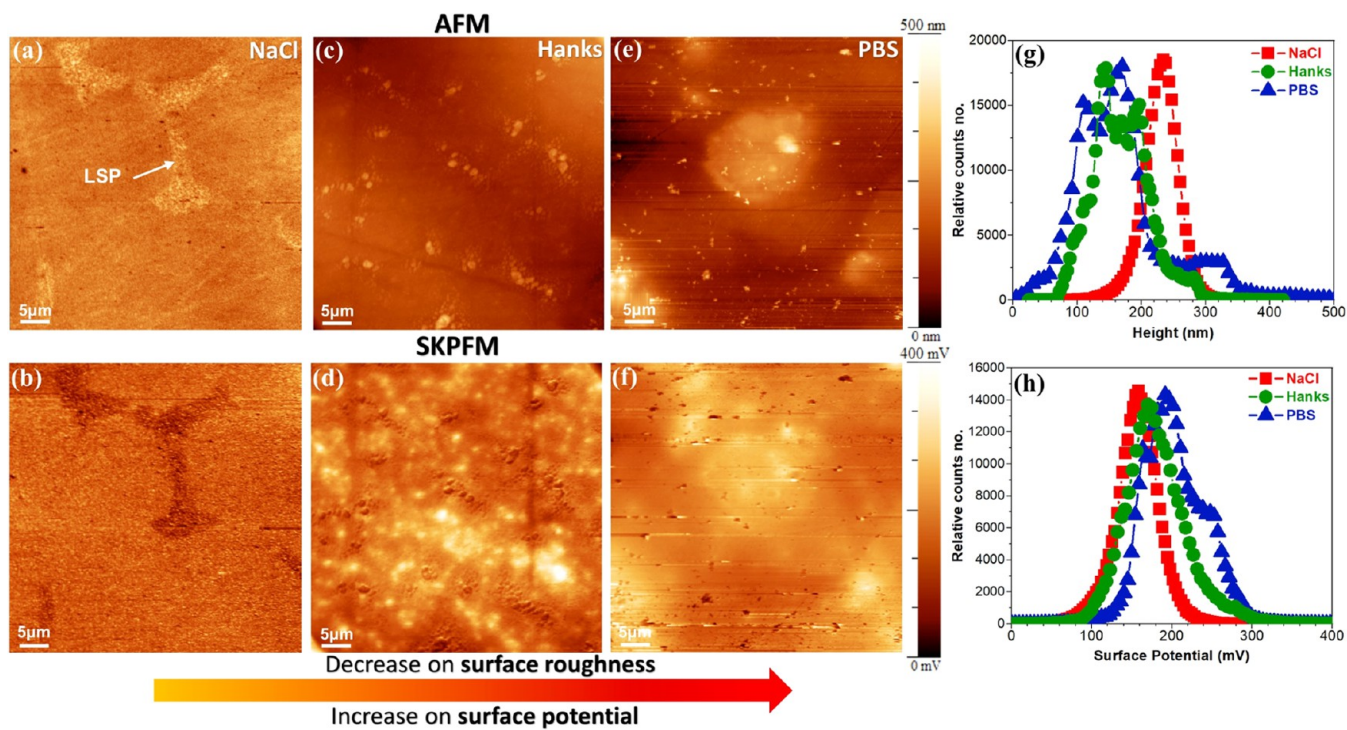 AFM
(a) NaCl
LSP
5µm
(c) Hanks
5µm
(e) PBS
5µm
500 nm
0 nm
SKPFM
(b)
5µm
(d)
5µm
(f)
5µm
400 mV
0 mV
Decrease on surface roughness
Increase on surface potential
(g)
NaCl
Hanks
PBS
Relative counts no.
20000
15000
10000
5000
0
0 100 200 300 400 500
Height (nm)
(h)
NaCl
Hanks
PBS
Relative counts no.
16000
14000
12000
10000
8000
6000
4000
2000
0
0 100 200 300 400
Surface Potential (mV)